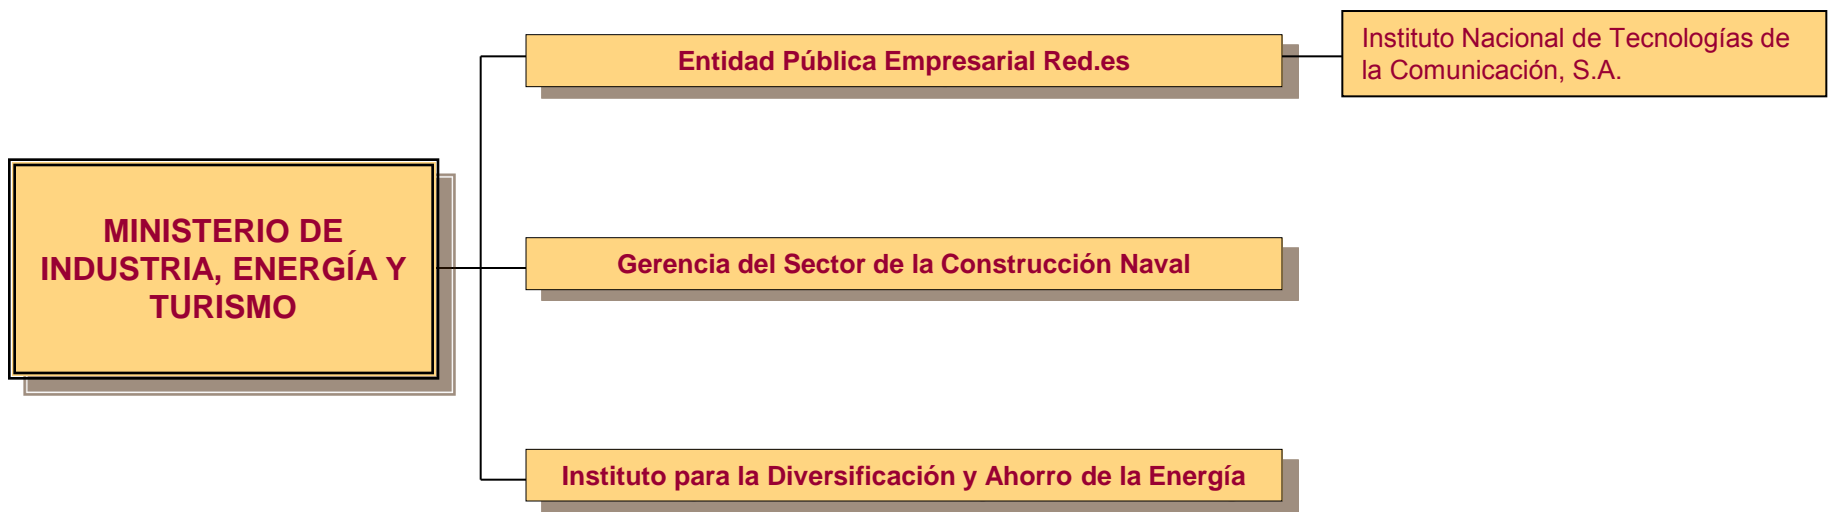 Entidad Pública Empresarial Red.es
Instituto Nacional de Tecnologías de
la Comunicación, S.A.
MINISTERIO DE
INDUSTRIA, ENERGÍA Y
TURISMO
Gerencia del Sector de la Construcción Naval
Instituto para la Diversificación y Ahorro de la Energía